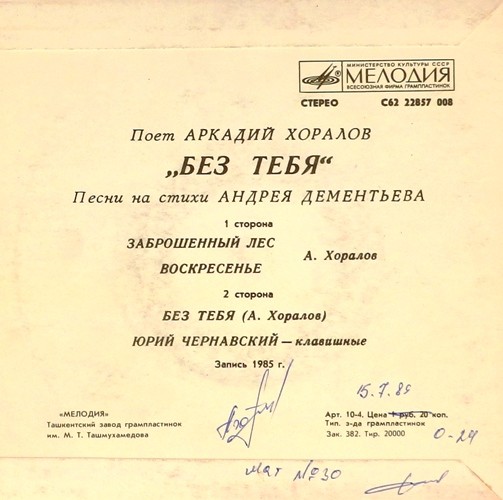 МИНИСТЕРСТВО КУЛЬТУРЫ СССР
МЕЛОДИЯ
ВСЕСОЮЗНАЯ ФИРМА ГРАМПЛАСТИНОК
СТЕРЕО С62 22857 008
Поет АРКАДИЙ ХОРАЛОВ
„БЕЗ ТЕБЯ“
Песни на стихи АНДРЕЯ ДЕМЕНТЬЕВА
1 сторона
ЗАБРОШЕННЫЙ ЛЕС
ВОСКРЕСЕНЬЕ
А. Хоралов
2 сторона
БЕЗ ТЕБЯ (А. Хоралов)
ЮРИЙ ЧЕРНАВСКИЙ — клавишные
Запись 1985 г.
«МЕЛОДИЯ»
Ташкентский завод грампластинок
им. М. Т. Ташмухамедова
15.7.89
Арт. 10-4. Цена 1 руб. 20 коп.
Тип. з-да грампластинок
Зак. 382. Тир. 20000
0-24
мат №30